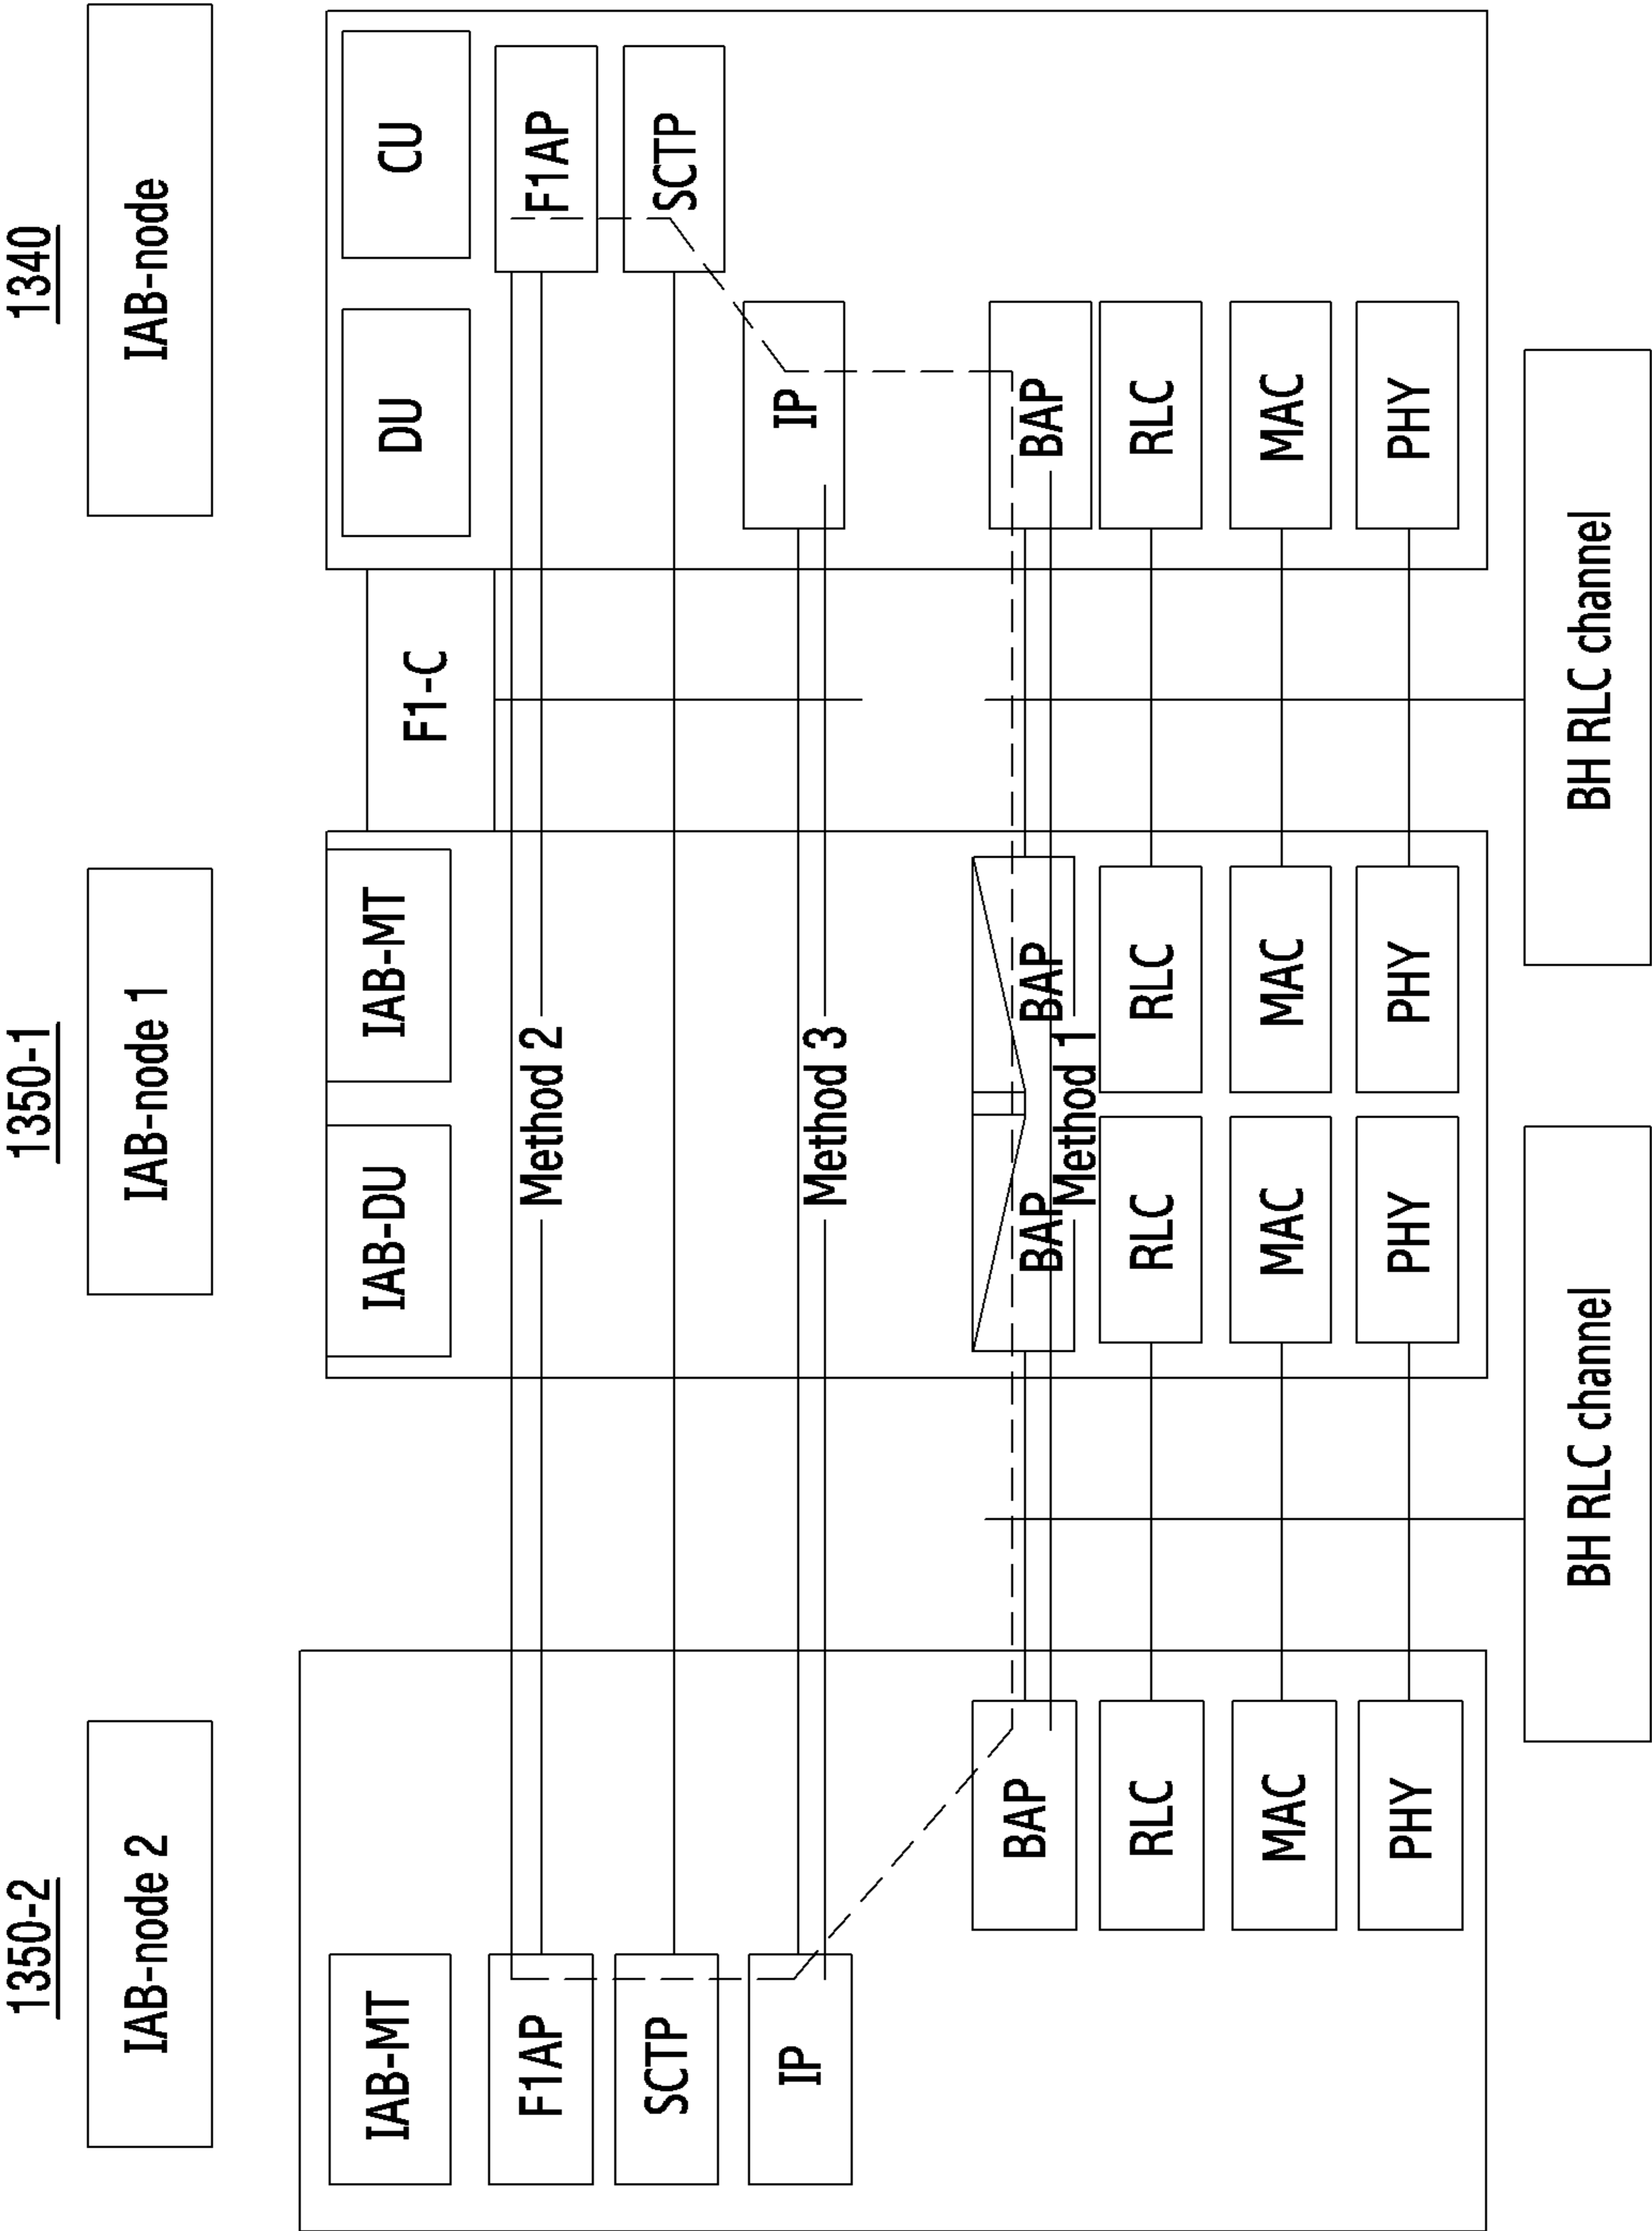 1350-2
1350-1
1340
IAB-node 2
IAB-node 1
IAB-node
IAB-MT
IAB-DU
IAB-MT
F1-C
DU
CU
F1AP
Method 2
F1AP
SCTP
SCTP
IP
Method 3
IP
BAP
BAP
BAP
BAP
Method 1
RLC
RLC
RLC
RLC
MAC
MAC
MAC
MAC
PHY
PHY
PHY
PHY
BH RLC channel
BH RLC channel